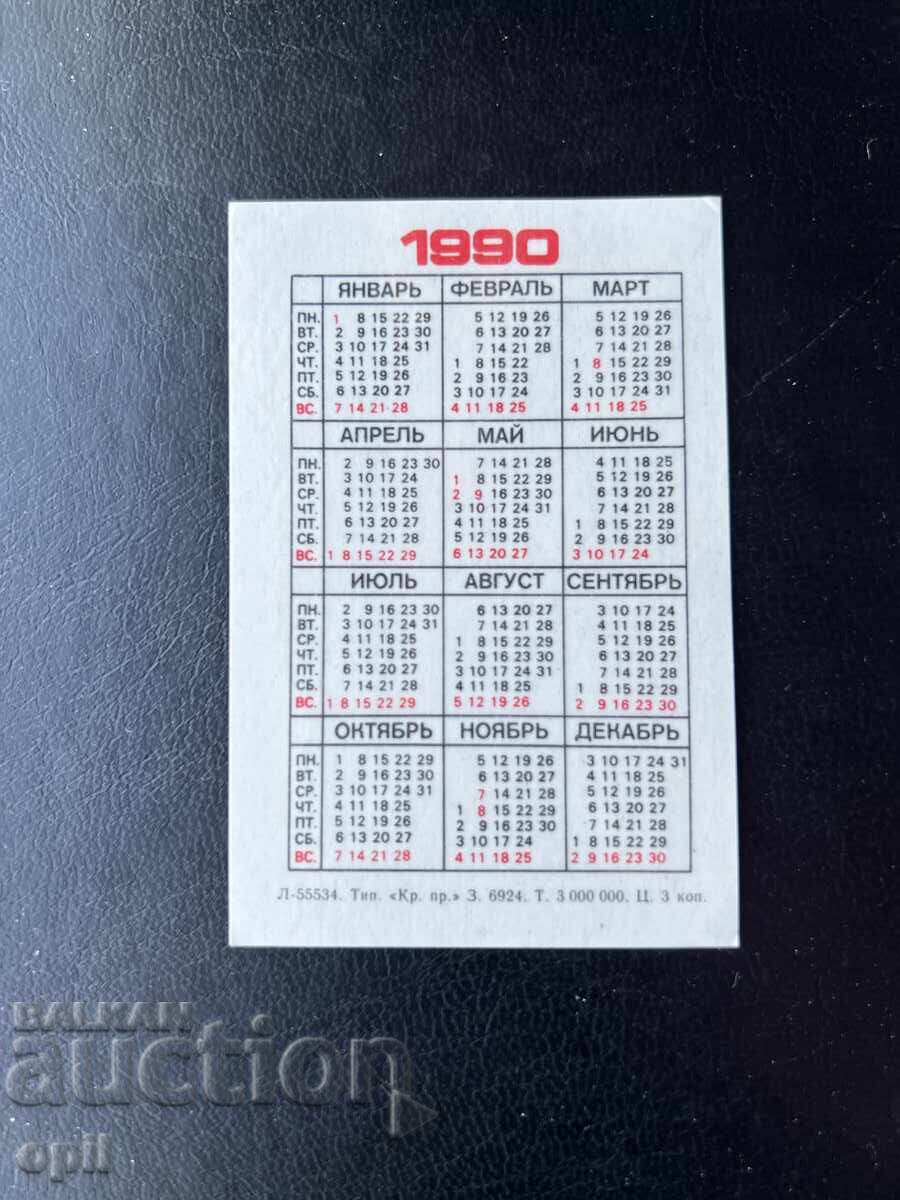 1990
ЯНВАРЬ ФЕВРАЛЬ МАРТ
ПН. 1 8 15 22 29 5 12 19 26 5 12 19 26
ВТ. 2 9 16 23 30 6 13 20 27 6 13 20 27
СР. 3 10 17 24 31 7 14 21 28 7 14 21 28
ЧТ. 4 11 18 25 1 8 15 22 1 8 15 22 29
ПТ. 5 12 19 26 2 9 16 23 2 9 16 23 30
СБ. 6 13 20 27 3 10 17 24 3 10 17 24 31
ВС. 7 14 21 28 4 11 18 25 4 11 18 25
АПРЕЛЬ МАЙ ИЮНЬ
ПН. 2 9 16 23 30 7 14 21 28 4 11 18 25
ВТ. 3 10 17 24 1 8 15 22 29 5 12 19 26
СР. 4 11 18 25 2 9 16 23 30 6 13 20 27
ЧТ. 5 12 19 26 3 10 17 24 31 7 14 21 28
ПТ. 6 13 20 27 4 11 18 25 1 8 15 22 29
СБ. 7 14 21 28 5 12 19 26 2 9 16 23 30
ВС. 1 8 15 22 29 6 13 20 27 3 10 17 24
ИЮЛЬ АВГУСТ СЕНТЯБРЬ
ПН. 2 9 16 23 30 6 13 20 27 3 10 17 24
ВТ. 3 10 17 24 31 7 14 21 28 4 11 18 25
СР. 4 11 18 25 1 8 15 22 29 5 12 19 26
ЧТ. 5 12 19 26 2 9 16 23 30 6 13 20 27
ПТ. 6 13 20 27 3 10 17 24 31 7 14 21 28
СБ. 7 14 21 28 4 11 18 25 1 8 15 22 29
ВС. 1 8 15 22 29 5 12 19 26 2 9 16 23 30
ОКТЯБРЬ НОЯБРЬ ДЕКАБРЬ
ПН. 1 8 15 22 29 5 12 19 26 3 10 17 24 31
ВТ. 2 9 16 23 30 6 13 20 27 4 11 18 25
СР. 3 10 17 24 31 7 14 21 28 5 12 19 26
ЧТ. 4 11 18 25 1 8 15 22 29 6 13 20 27
ПТ. 5 12 19 26 2 9 16 23 30 7 14 21 28
СБ. 6 13 20 27 3 10 17 24 1 8 15 22 29
ВС. 7 14 21 28 4 11 18 25 2 9 16 23 30
Л-55534. Тип. «Кр. пр.» З. 6924. Т. 3 000 000. Ц. 3 коп.
BALKAN
auction
opil